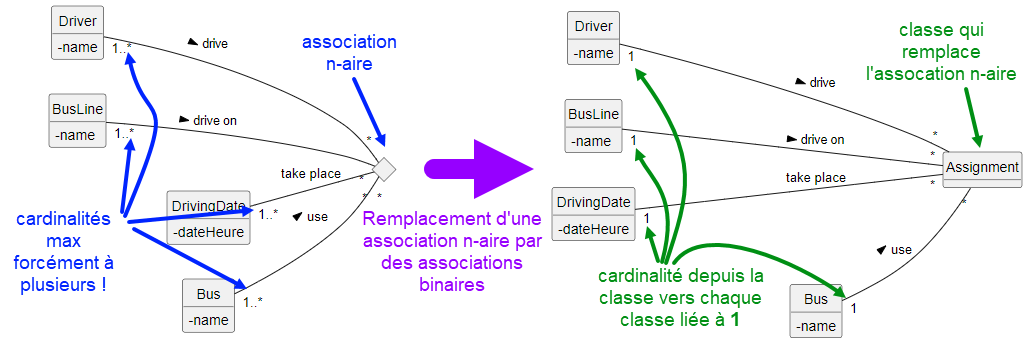 Driver
-name
1..*
drive
association
n-aire
BusLine
-name
1..*
drive on
*
*
*
*
take place
DrivingDate
-dateHeure
1..*
use
cardinalités
max
forcément à
plusieurs !
Bus
-name
1..*
Remplacement d'une
association n-aire par
des associations
binaires
Driver
-name
1
drive
classe qui
remplace
l'assocation n-aire
BusLine
-name
1
drive on
*
*
*
*
Assignment
take place
DrivingDate
-dateHeure
1
use
cardinalité depuis la
classe vers chaque
classe liée à 1
Bus
-name
1